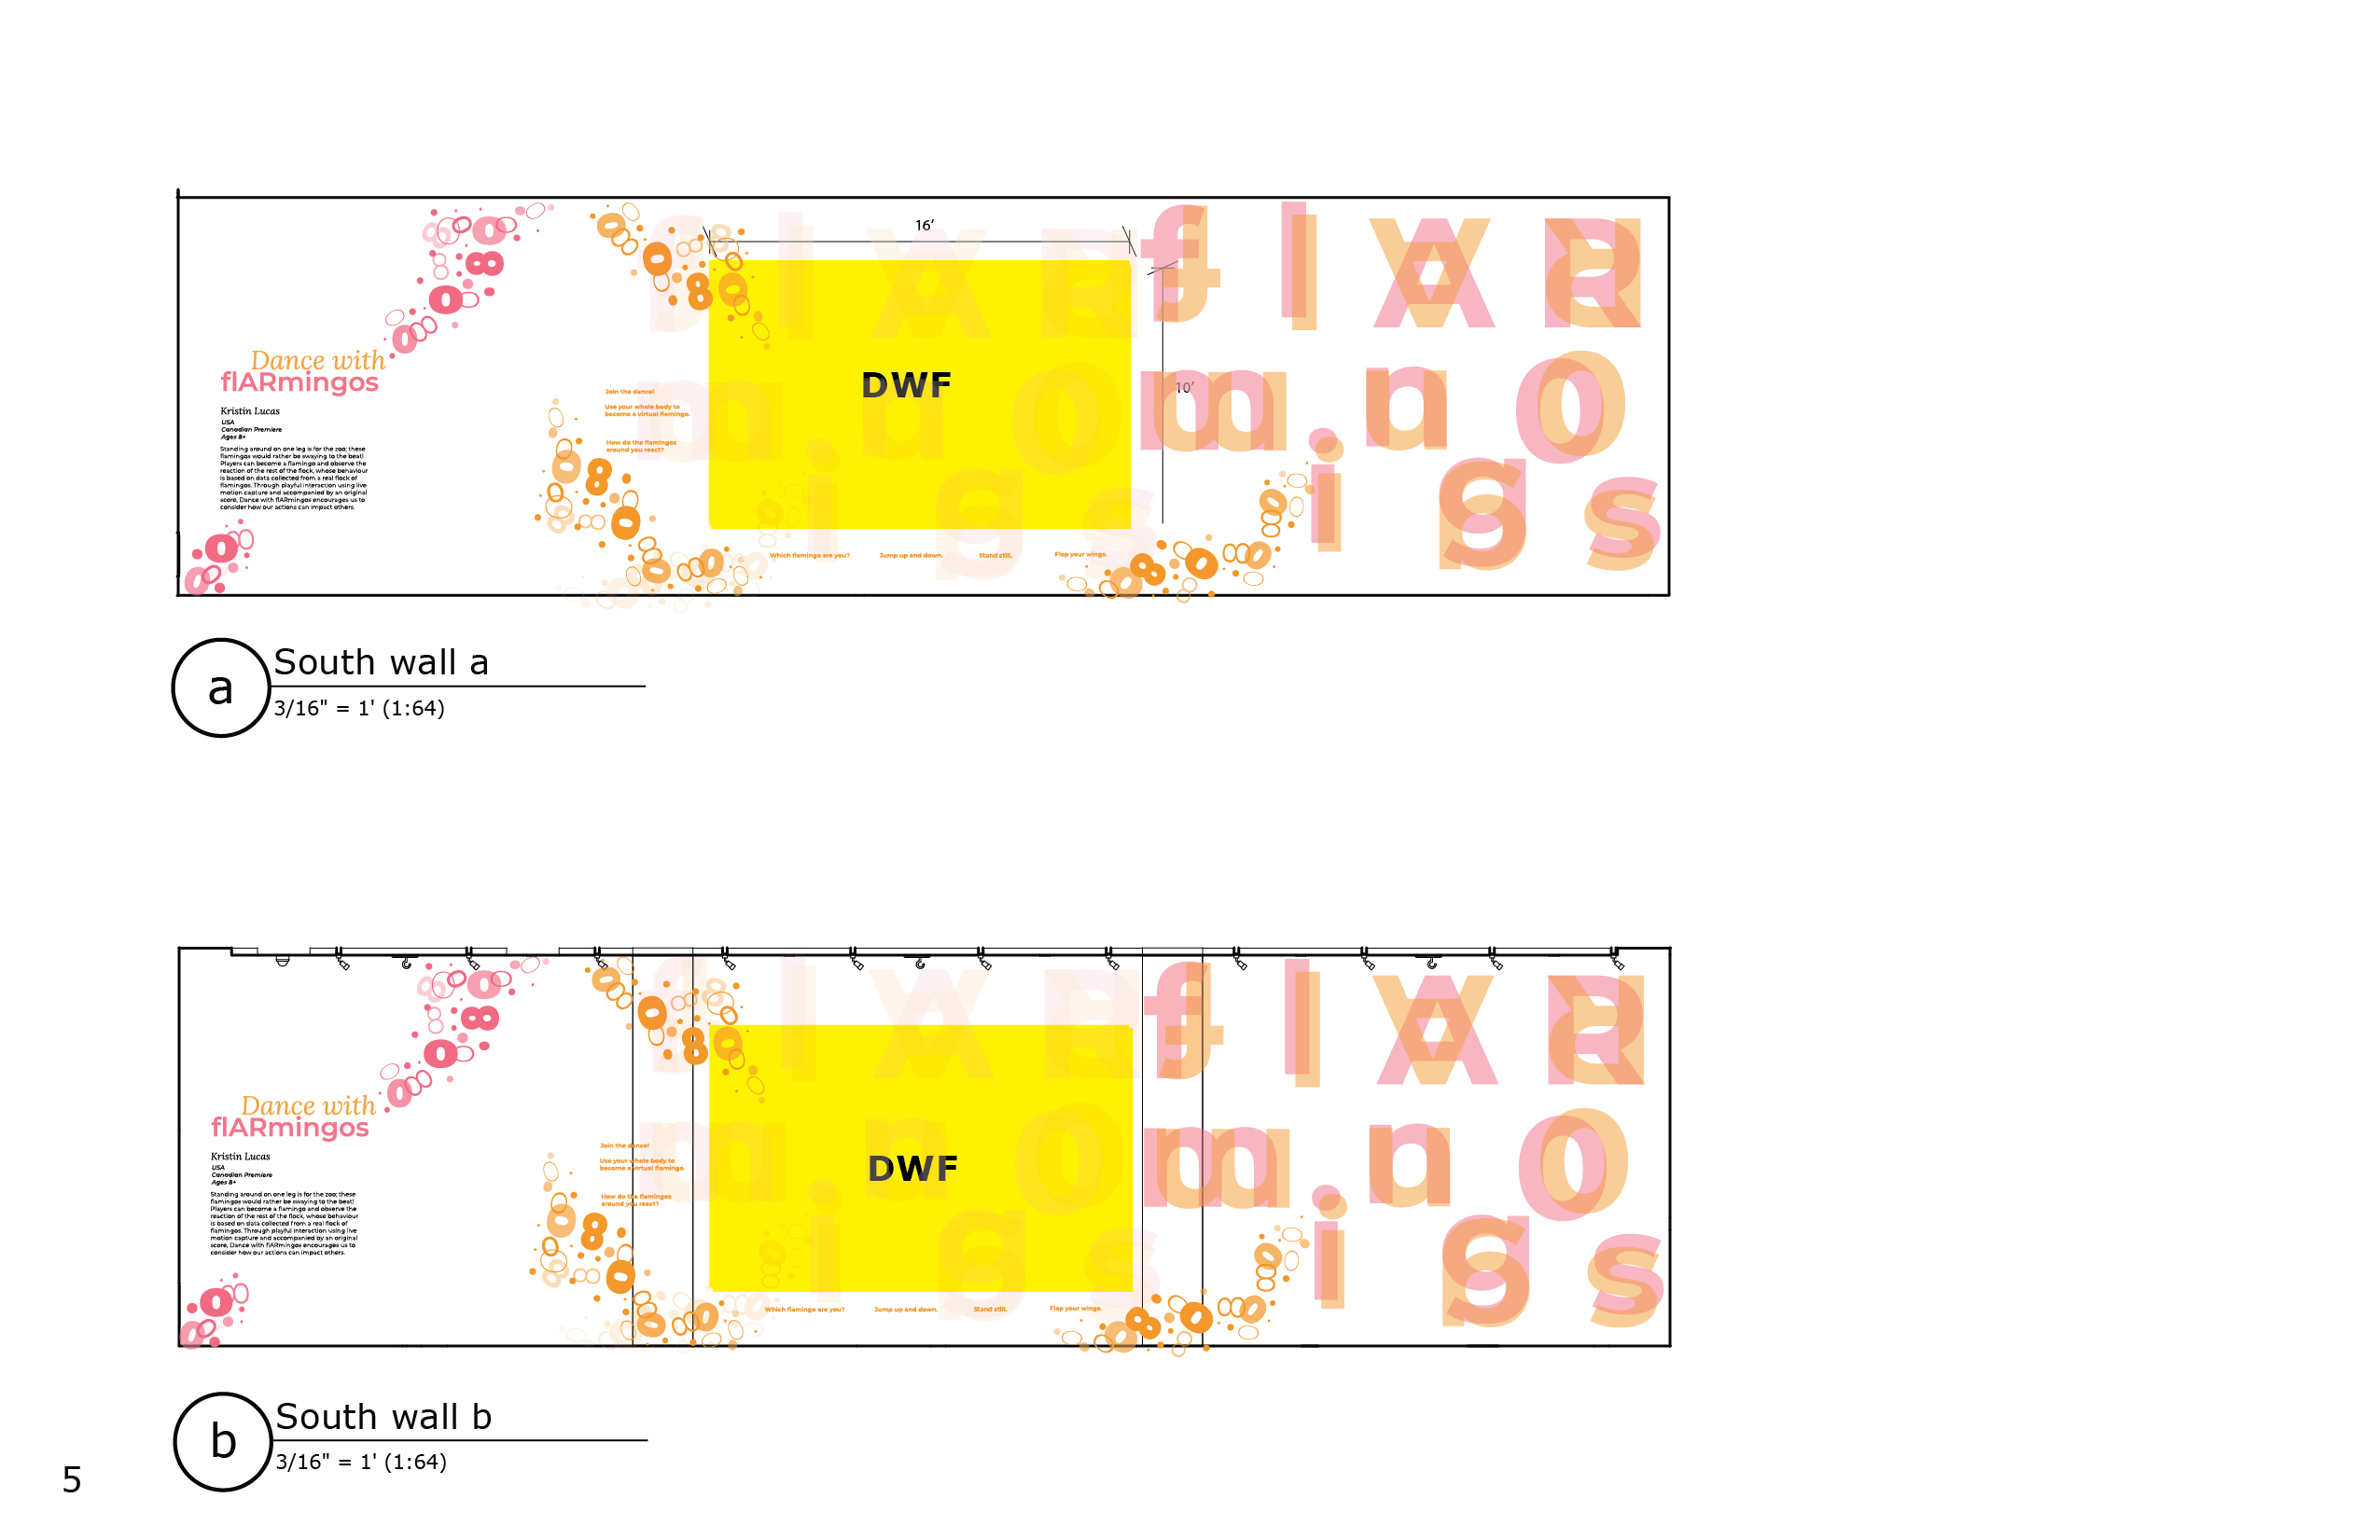 16'
f l A R
Dance with
flARmingos
DWF
10'
m n o
Join the dance!
Use your whole body to
become a virtual flamingo.
Kristin Lucas
USA
Canadian Premiere
Ages 8+
How do the flamingos
around you react?
Standing around on one leg is for the zoo; these
flamingos would rather be swaying to the beat!
Players can become a flamingo and observe the
reaction of the rest of the flock, whose behaviour
is based on data collected from a real flock of
flamingos. Through playful interaction using live
motion capture and accompanied by an original
score, Dance with flARmingos encourages us to
consider how our actions can impact others.
i g s
Which flamingo are you?
Jump up and down.
Stand still.
Flap your wings.
a
South wall a
3/16" = 1' (1:64)
f l A R
Dance with
flARmingos
DWF
m n o
Join the dance!
Use your whole body to
become a virtual flamingo.
Kristin Lucas
USA
Canadian Premiere
Ages 8+
How do the flamingos
around you react?
Standing around on one leg is for the zoo; these
flamingos would rather be swaying to the beat!
Players can become a flamingo and observe the
reaction of the rest of the flock, whose behaviour
is based on data collected from a real flock of
flamingos. Through playful interaction using live
motion capture and accompanied by an original
score, Dance with flARmingos encourages us to
consider how our actions can impact others.
i g s
Which flamingo are you?
Jump up and down.
Stand still.
Flap your wings.
b
South wall b
3/16" = 1' (1:64)
5